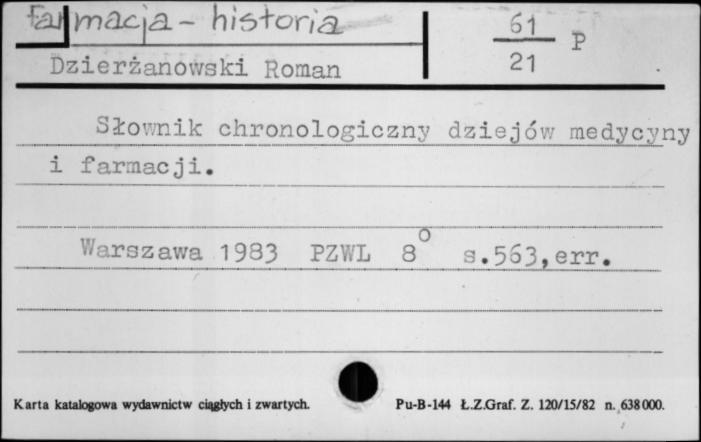 farmacja - historia
61
21 P
Dzierżanowski Roman
Słownik chronologiczny dziejów medycyny
i farmacji.
Warszawa 1983 PZWL 8° s.563,err.
Karta katalogowa wydawnictw ciągłych i zwartych. Pu-B-144 Ł.Z.Graf. Z. 120/15/82 n. 638000.